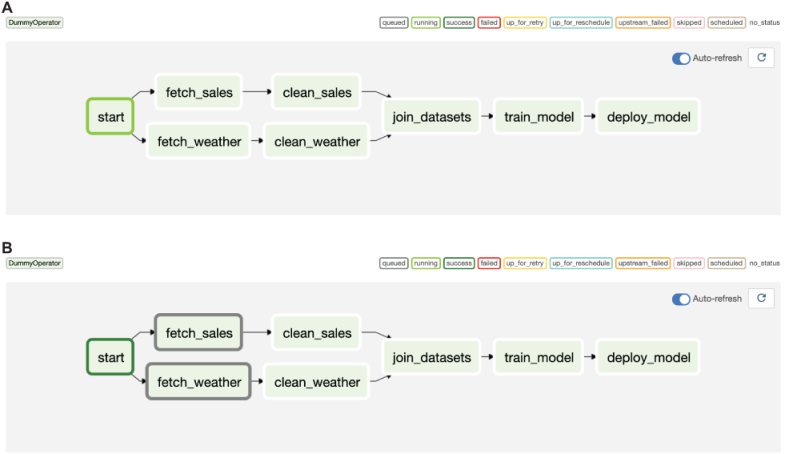 A
DummyOperator queued running success failed up_for_retry up_for_reschedule upstream_failed skipped scheduled no_status
Auto-refresh
fetch_sales clean_sales
start join_datasets train_model deploy_model
fetch_weather clean_weather
B
DummyOperator queued running success failed up_for_retry up_for_reschedule upstream_failed skipped scheduled no_status
Auto-refresh
fetch_sales clean_sales
start join_datasets train_model deploy_model
fetch_weather clean_weather